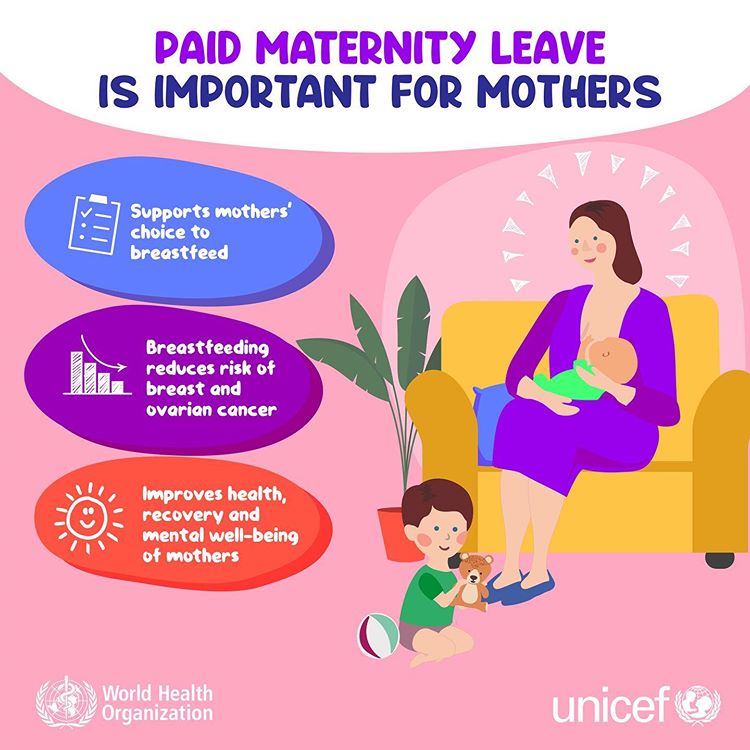 PAID MATERNITY LEAVE
IS IMPORTANT FOR MOTHERS
Supports mothers'
choice to
breastfeed
Breastfeeding
reduces risk of
breast and
ovarian cancer
Improves health,
recovery and
mental well-being
of mothers
World Health
Organization
unicef